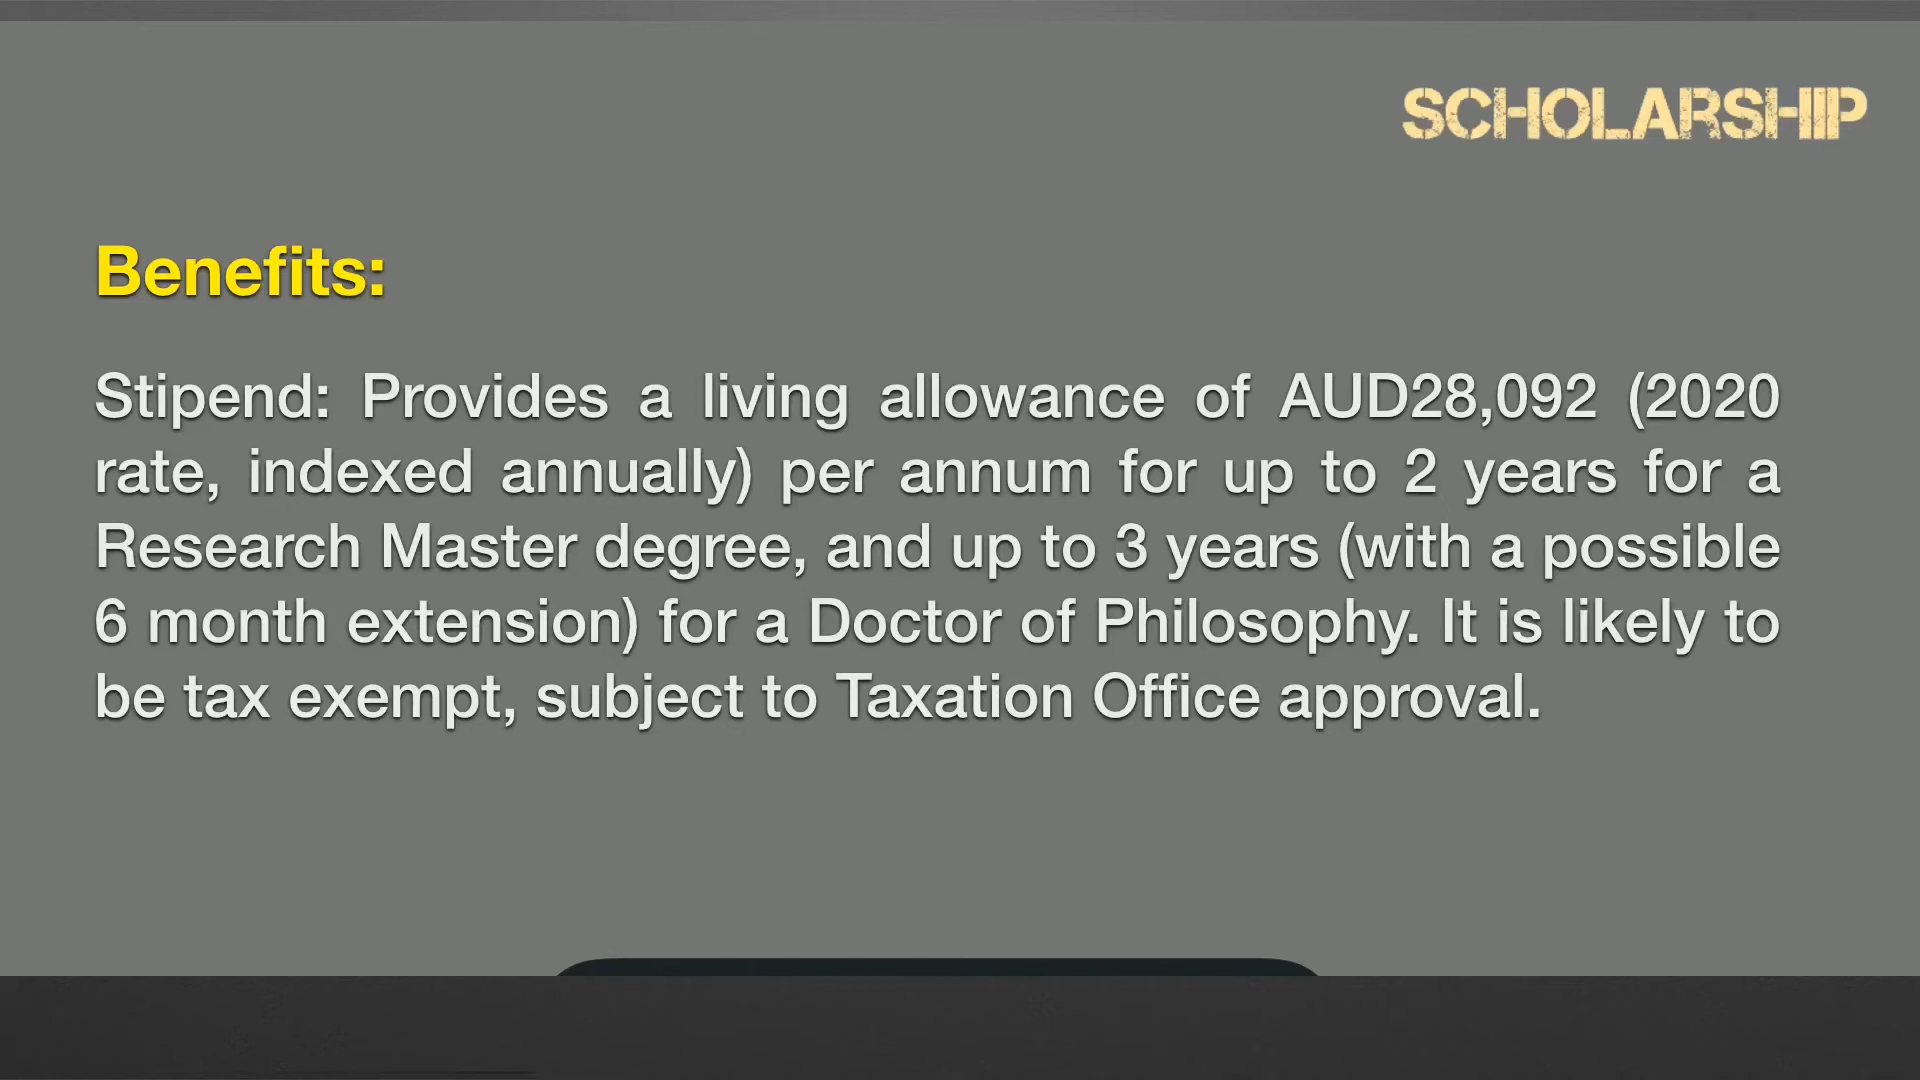 SCHOLARSHIP
Benefits:
Stipend: Provides a living allowance of AUD28,092 (2020
rate, indexed annually) per annum for up to 2 years for a
Research Master degree, and up to 3 years (with a possible
6 month extension) for a Doctor of Philosophy. It is likely to
be tax exempt, subject to Taxation Office approval.